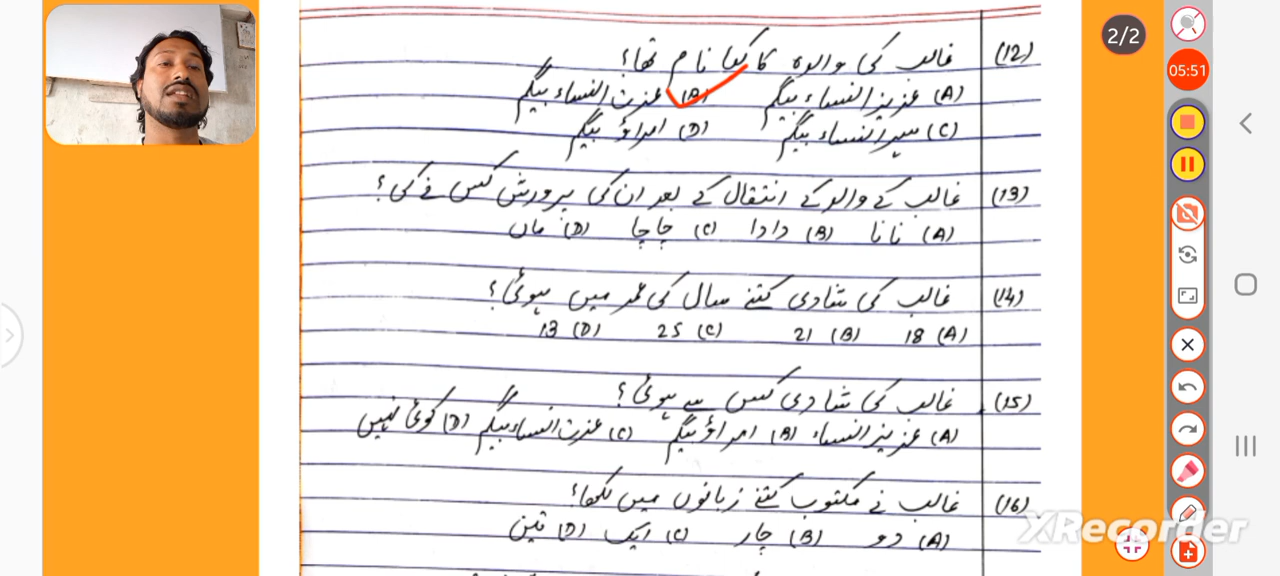 2/2
05:51
(12) غالب کی والدہ کا کیا نام تھا؟
(A) عزیز النساء بیگم (B) عزت النساء بیگم
(C) سیرالنساء بیگم (D) امراؤ بیگم
(13) غالب کے والد کے انتقال کے بعد ان کی پرورش کس نے کی؟
(A) نانا (B) دادا (C) چاچا (D) ماں
(14) غالب کی شادی کتنے سال کی عمر میں ہوئی؟
(A) 18 (B) 21 (C) 25 (D) 13
(15) غالب کی شادی کس سے ہوئی؟
(A) عزیز النساء (B) امراؤ بیگم (C) عزت النساء بیگم (D) کوئی نہیں
(16) غالب نے مکتوب کتنے زبانوں میں لکھا؟
(A) دو (B) چار (C) ایک (D) تین
XRecorder